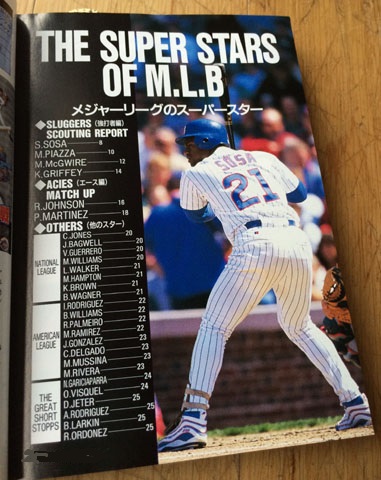 THE SUPER STARS
OF M.L.B
メジャーリーグのスーパースター
◆SLUGGERS (強打者編)
SCOUTING REPORT
S.SOSA 8
M.PIAZZA 10
M.McGWIRE 12
K.GRIFFEY 14
◆ACIES (エース編)
MATCH UP
R.JOHNSON 16
P.MARTINEZ 18
◆OTHERS (他のスター)
NATIONAL
LEAGUE
C.JONES 20
J.BAGWELL 20
V.GUERRERO 20
M.WILLIAMS 20
L.WALKER 21
M.HAMPTON 21
K.BROWN 21
B.WAGNER 21
AMERICAN
LEAGUE
I.RODRIGUEZ 22
B.WILLIAMS 22
R.PALMEIRO 22
M.RAMIREZ 22
J.GONZALEZ 23
C.DELGADO 23
M.MUSSINA 23
M.RIVERA 23
THE
GREAT
SHORT
STOPPS
N.GARCIAPARRA 24
O.VISQUEL 24
D.JETER 25
A.RODRIGUEZ 25
B.LARKIN 25
R.ORDONEZ 25
SOSA
21